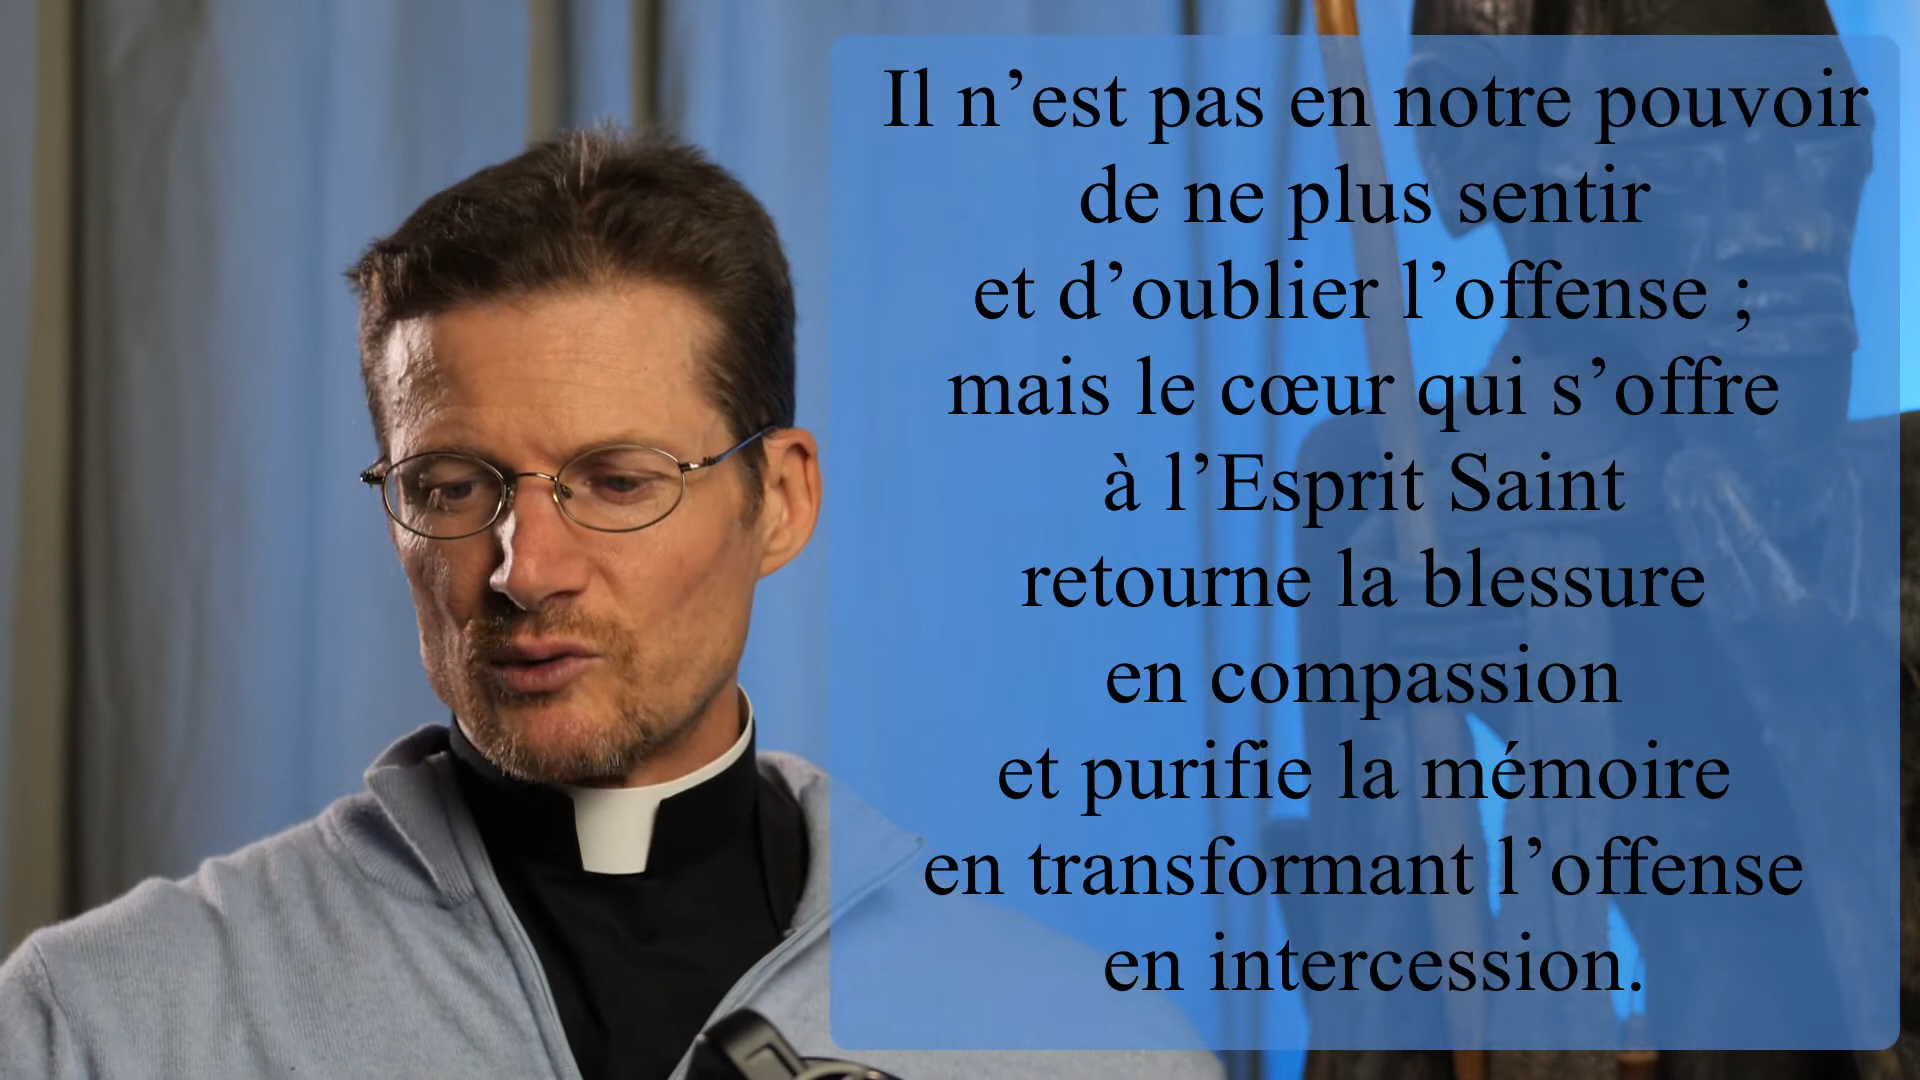 Il n’est pas en notre pouvoir
de ne plus sentir
et d’oublier l’offense ;
mais le cœur qui s’offre
à l’Esprit Saint
retourne la blessure
en compassion
et purifie la mémoire
en transformant l’offense
en intercession.